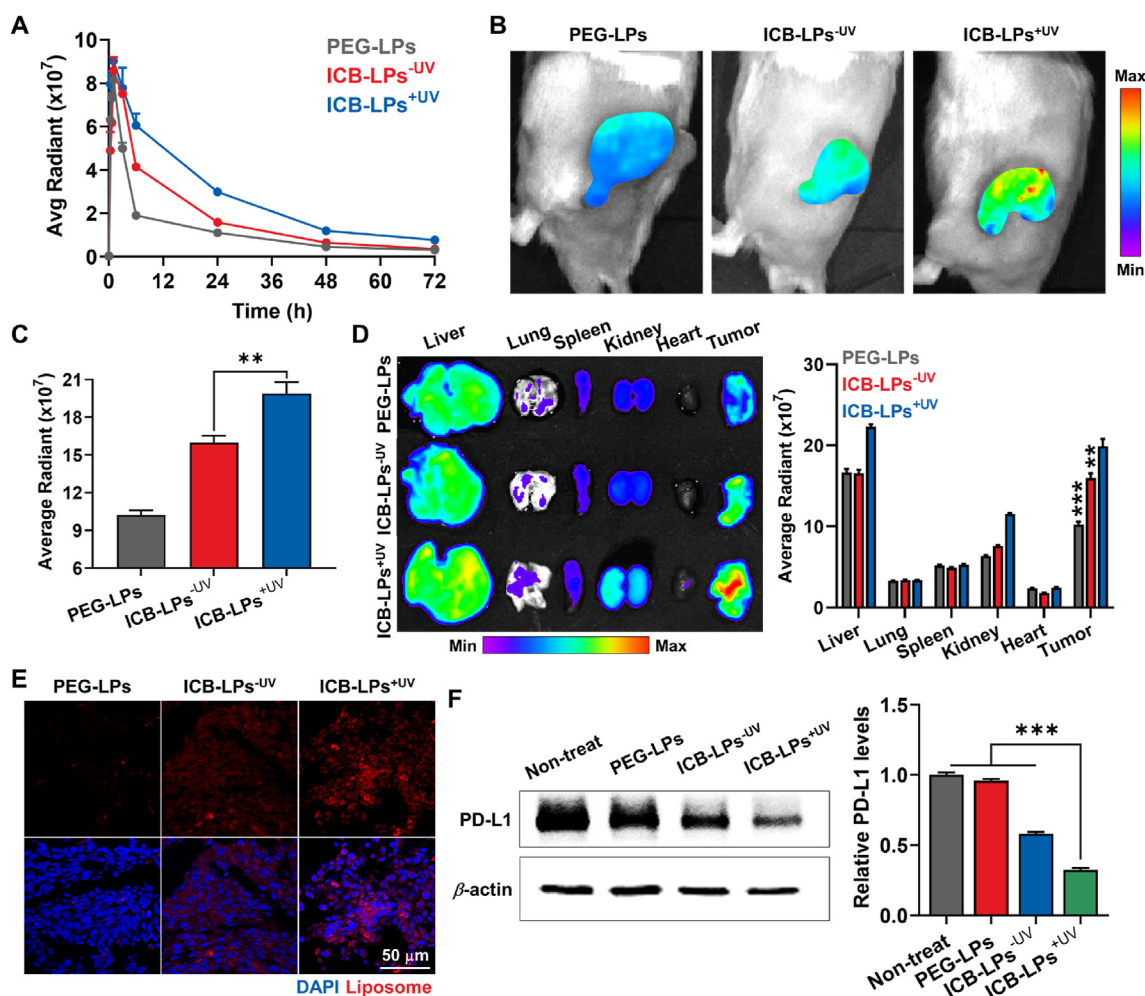 A
Avg Radiant (x10⁷)
10
8
6
4
2
0
0 12 24 36 48 60 72
Time (h)
PEG-LPs
ICB-LPs⁻ᵁⱽ
ICB-LPs⁺ᵁⱽ
B
PEG-LPs ICB-LPs⁻ᵁⱽ ICB-LPs⁺ᵁⱽ
Max
Min
C
Average Radiant (x10⁷)
21
18
15
12
9
6
**
PEG-LPs
ICB-LPs⁻ᵁⱽ
ICB-LPs⁺ᵁⱽ
D
Liver Lung Spleen Kidney Heart Tumor
PEG-LPs
ICB-LPs⁻ᵁⱽ
ICB-LPs⁺ᵁⱽ
Min Max
Average Radiant (x10⁷)
30
20
10
0
PEG-LPs
ICB-LPs⁻ᵁⱽ
ICB-LPs⁺ᵁⱽ
***
**
Liver Lung Spleen Kidney Heart Tumor
E
PEG-LPs ICB-LPs⁻ᵁⱽ ICB-LPs⁺ᵁⱽ
50 μm
DAPI Liposome
F
Non-treat PEG-LPs ICB-LPs⁻ᵁⱽ ICB-LPs⁺ᵁⱽ
PD-L1
β-actin
Relative PD-L1 levels
1.5
1.0
0.5
0.0
***
Non-treat
PEG-LPs
ICB-LPs⁻ᵁⱽ
ICB-LPs⁺ᵁⱽ